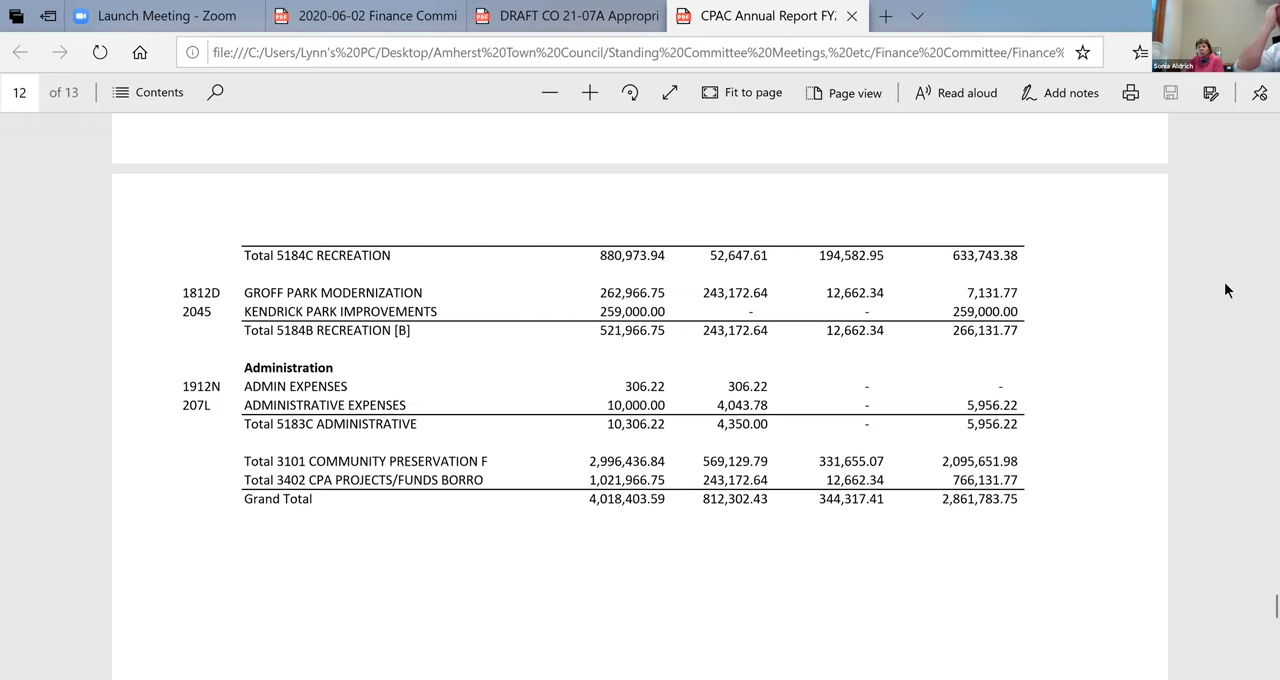 Launch Meeting - Zoom 2020-06-02 Finance Commi DRAFT CO 21-07A Appropri CPAC Annual Report FY.
file:///C:/Users/Lynn's%20PC/Desktop/Amherst%20Town%20Council/Standing%20Committee%20Meetings,%20etc/Finance%20Committee/Finance%
Sonia Aldrich
12 of 13 Contents Fit to page Page view Read aloud Add notes
Total 5184C RECREATION 880,973.94 52,647.61 194,582.95 633,743.38
1812D GROFF PARK MODERNIZATION 262,966.75 243,172.64 12,662.34 7,131.77
2045 KENDRICK PARK IMPROVEMENTS 259,000.00 - - 259,000.00
Total 5184B RECREATION [B] 521,966.75 243,172.64 12,662.34 266,131.77
Administration
1912N ADMIN EXPENSES 306.22 306.22 - -
207L ADMINISTRATIVE EXPENSES 10,000.00 4,043.78 - 5,956.22
Total 5183C ADMINISTRATIVE 10,306.22 4,350.00 - 5,956.22
Total 3101 COMMUNITY PRESERVATION F 2,996,436.84 569,129.79 331,655.07 2,095,651.98
Total 3402 CPA PROJECTS/FUNDS BORRO 1,021,966.75 243,172.64 12,662.34 766,131.77
Grand Total 4,018,403.59 812,302.43 344,317.41 2,861,783.75